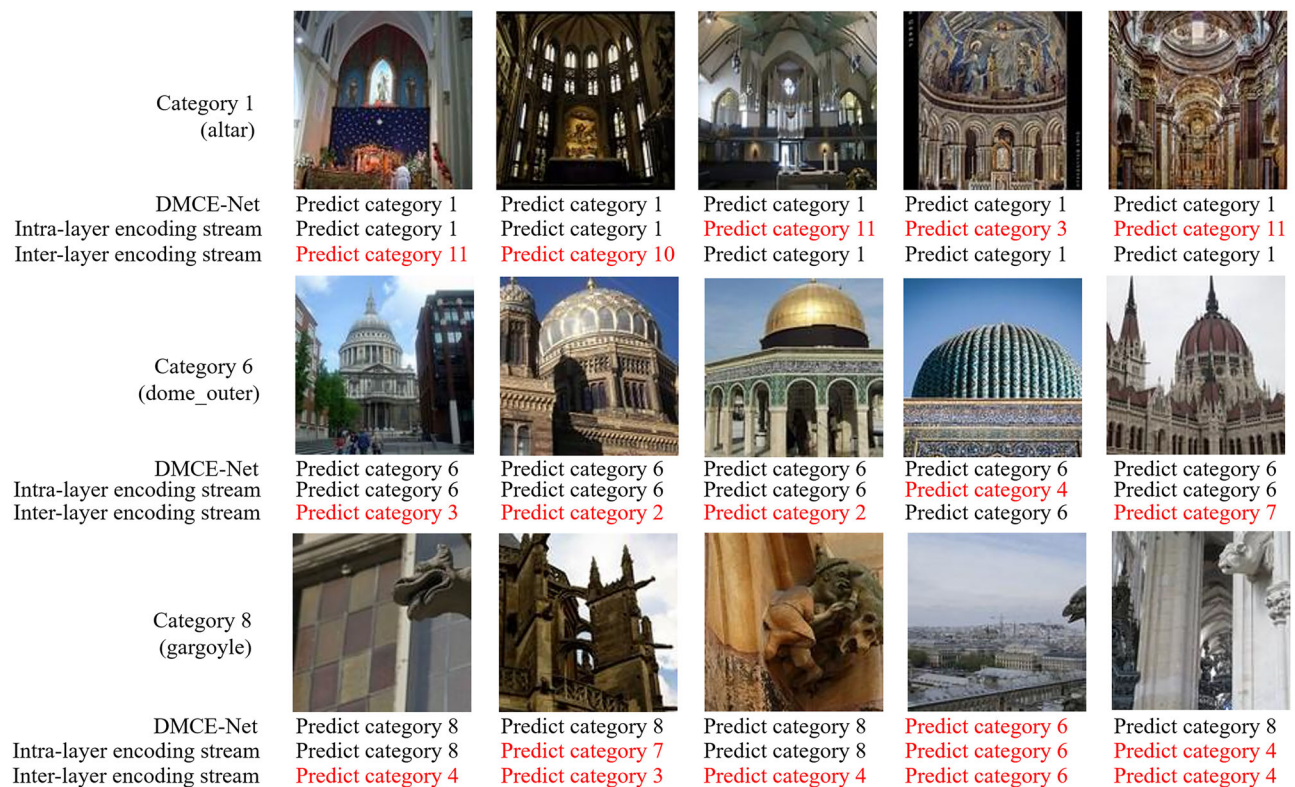 Category 1
(altar)
DMCE-Net Predict category 1 Predict category 1 Predict category 1 Predict category 1 Predict category 1
Intra-layer encoding stream Predict category 1 Predict category 1 Predict category 11 Predict category 3 Predict category 11
Inter-layer encoding stream Predict category 11 Predict category 10 Predict category 1 Predict category 1 Predict category 1
Category 6
(dome_outer)
DMCE-Net Predict category 6 Predict category 6 Predict category 6 Predict category 6 Predict category 6
Intra-layer encoding stream Predict category 6 Predict category 6 Predict category 6 Predict category 4 Predict category 6
Inter-layer encoding stream Predict category 3 Predict category 2 Predict category 2 Predict category 6 Predict category 7
Category 8
(gargoyle)
DMCE-Net Predict category 8 Predict category 8 Predict category 8 Predict category 6 Predict category 8
Intra-layer encoding stream Predict category 8 Predict category 7 Predict category 8 Predict category 6 Predict category 4
Inter-layer encoding stream Predict category 4 Predict category 3 Predict category 4 Predict category 6 Predict category 4